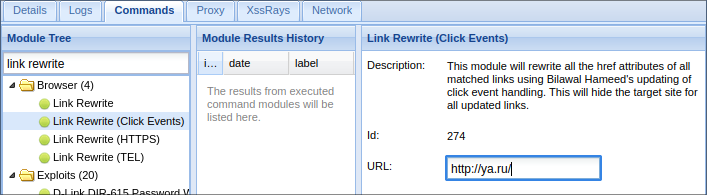 Details Logs Commands Proxy XssRays Network
Module Tree
link rewrite
Browser (4)
Link Rewrite
Link Rewrite (Click Events)
Link Rewrite (HTTPS)
Link Rewrite (TEL)
Exploits (20)
D-Link DIR-615 Password W
Module Results History
i... date label
The results from executed
command modules will be
listed here.
Link Rewrite (Click Events)
Description: This module will rewrite all the href attributes of all
matched links using Bilawal Hameed's updating of
click event handling. This will hide the target site for
all updated links.
Id: 274
URL: http://ya.ru/